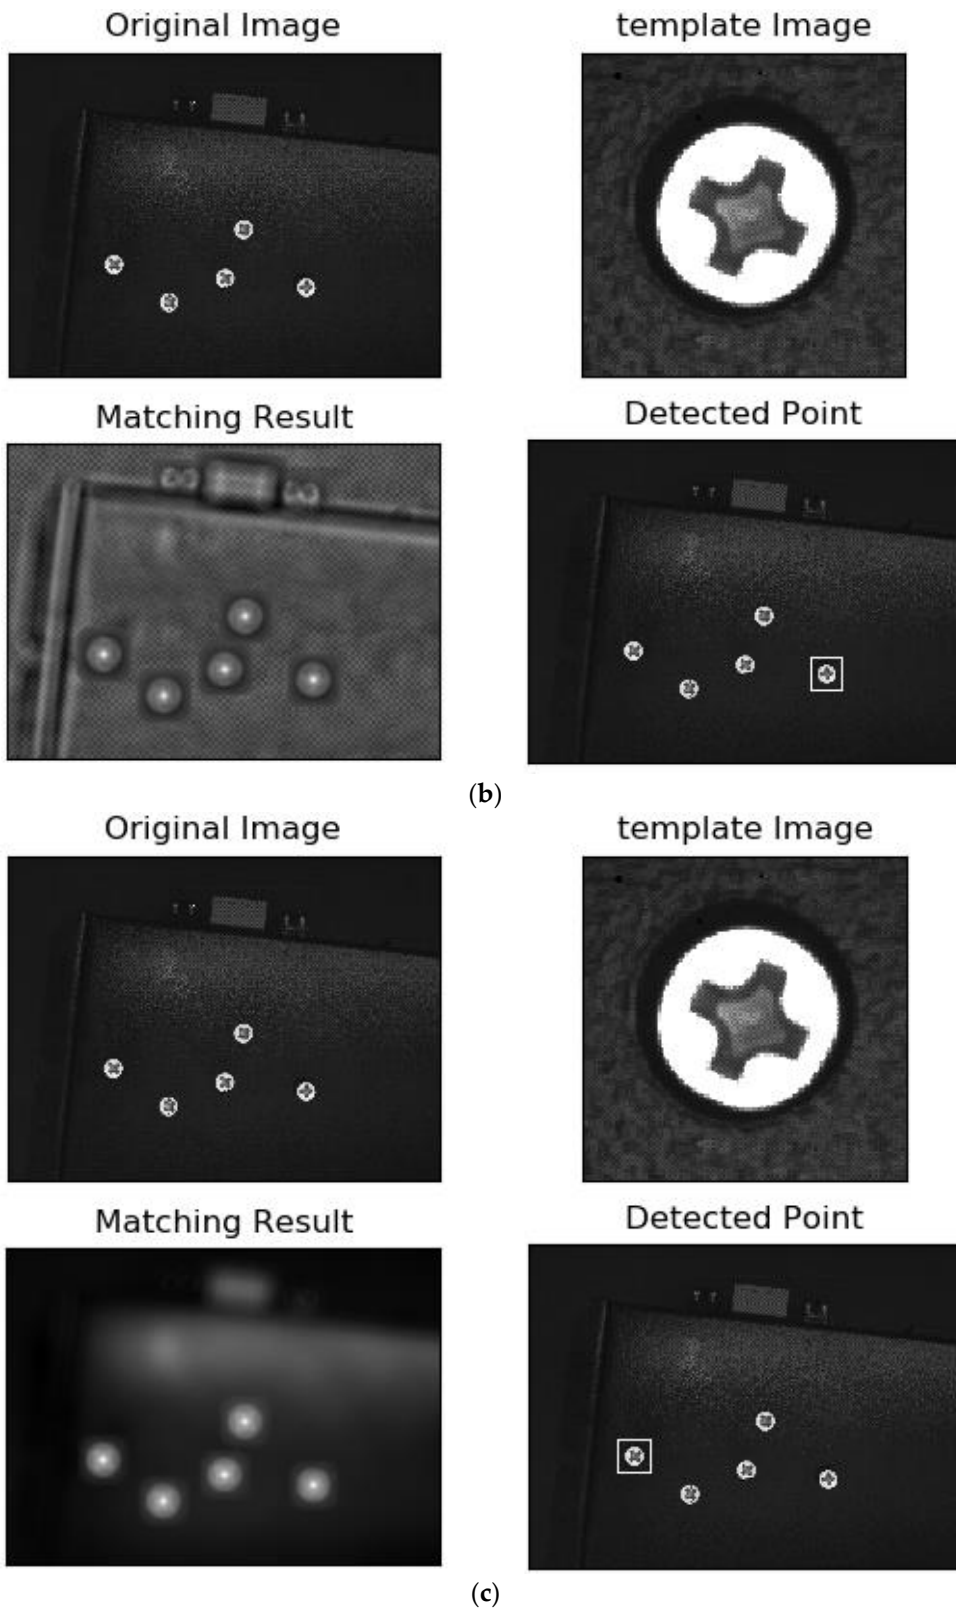 Original Image
template Image
Matching Result
Detected Point
(b)
Original Image
template Image
Matching Result
Detected Point
(c)